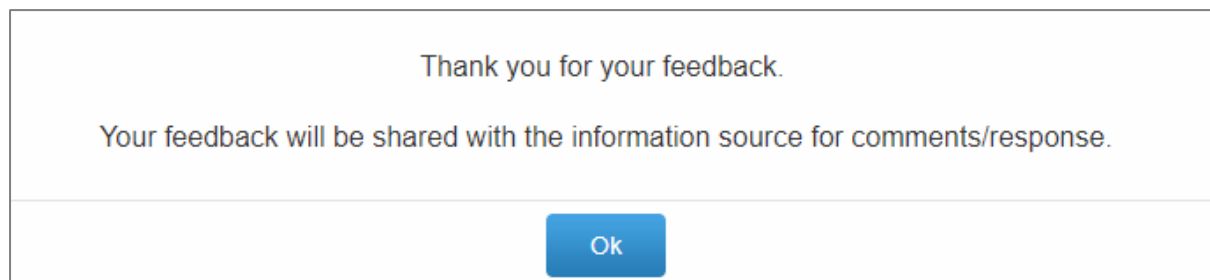 Thank you for your feedback.
Your feedback will be shared with the information source for comments/response.
Ok